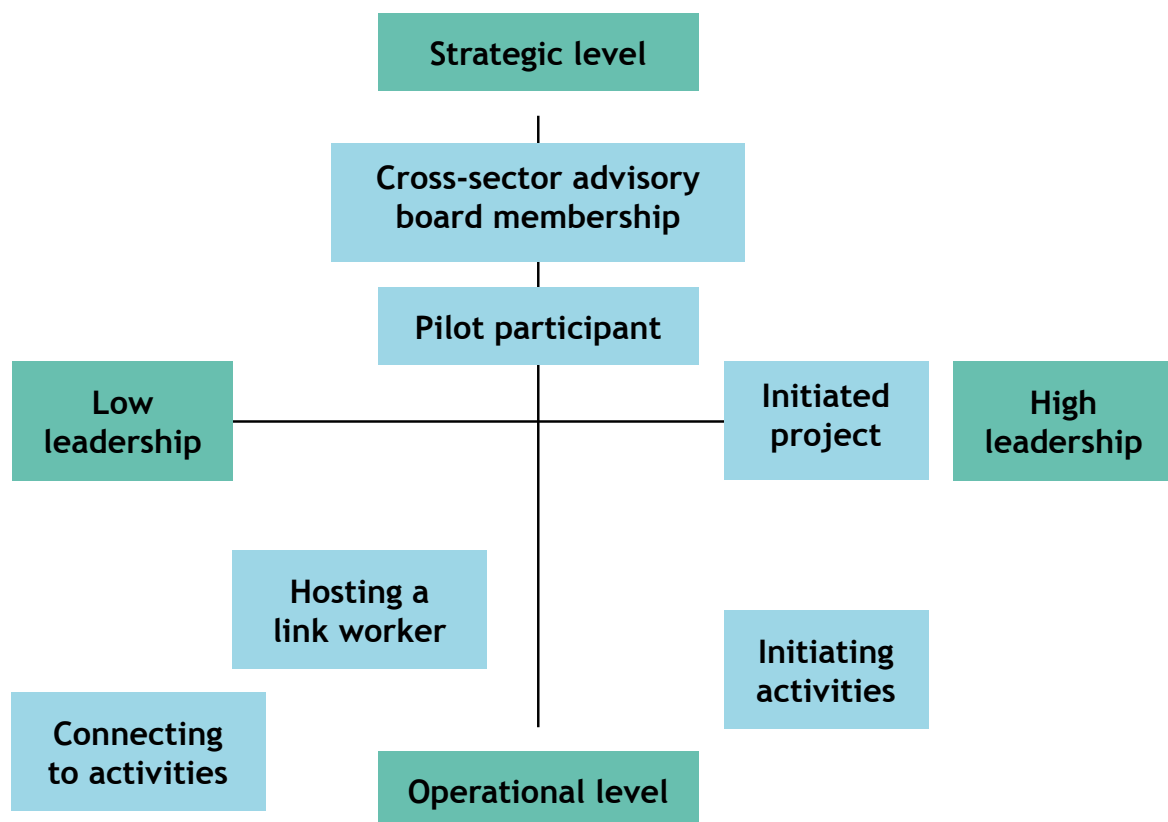 Strategic level
Cross-sector advisory
board membership
Pilot participant
Low
leadership
Initiated
project
High
leadership
Hosting a
link worker
Initiating
activities
Connecting
to activities
Operational level